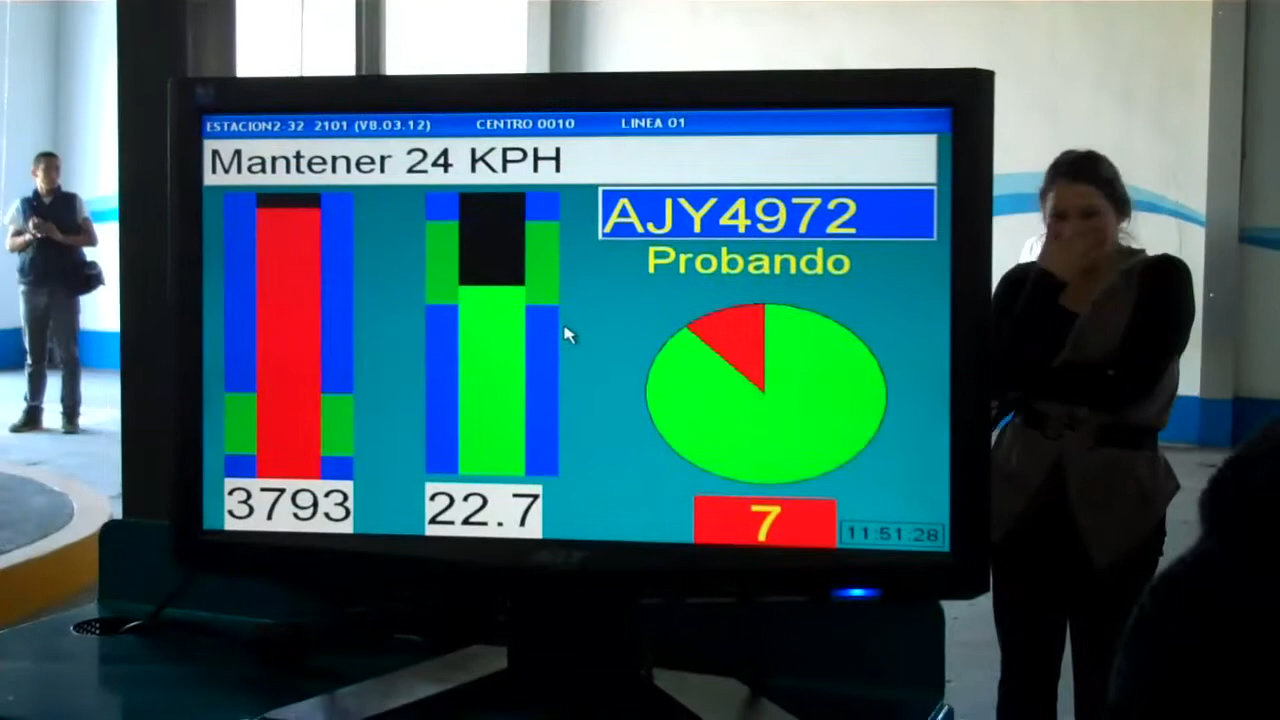 ESTACION2-32 2101 (V8.03.12) CENTRO 0010 LINEA 01
Mantener 24 KPH
AJY4972
Probando
3793
22.7
7
11:51:28